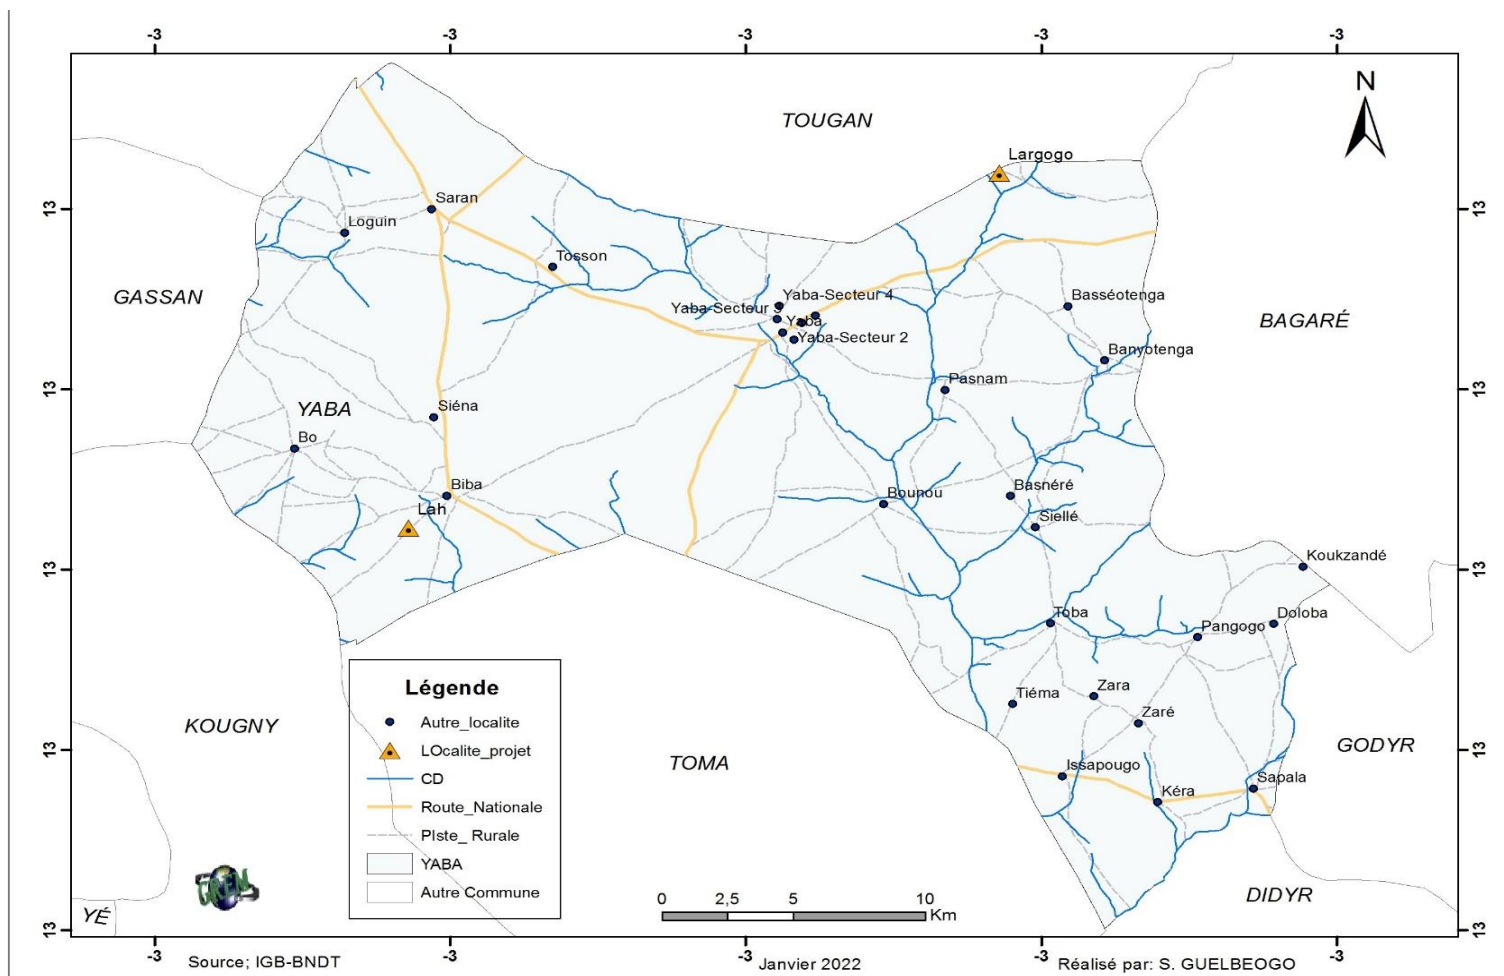 -3 -3 -3 -3 -3
N
TOUGAN
Largogo
13 13
Saran
Loguin
Tosson
GASSAN
Yaba-Secteur 4
Basséotenga
Yaba-Secteur 3
Yaba
BAGARÉ
Yaba-Secteur 2
Banyotenga
13 13
Pasnam
YABA
Siéna
Bo
Biba
Bounou
Basnéré
Lah
Siellé
Koukzandé
13 13
Toba
Doloba
Pangogo
Légende
Autre_localite
LOcalite_projet
CD
Route_Nationale
PIste_ Rurale
YABA
Autre Commune
Tiéma
Zara
Zaré
KOUGNY
GODYR
13 13
TOMA
Issapougo
Sapala
Kéra
GREM
DIDYR
YÉ
0 2,5 5 10
Km
13 13
-3 -3 -3 -3 -3
Source; IGB-BNDT
Janvier 2022
Réalisé par: S. GUELBEOGO